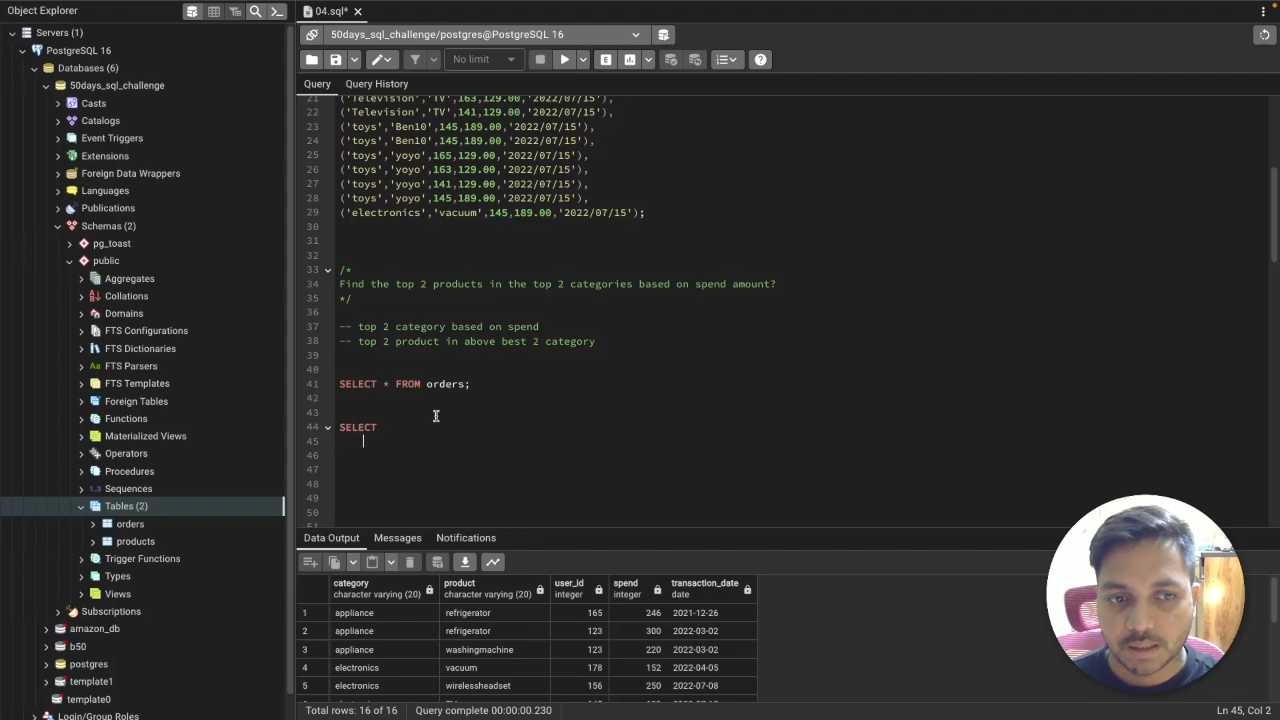 Object Explorer
04.sql*
Servers (1)
PostgreSQL 16
Databases (6)
50days_sql_challenge
Casts
Catalogs
Event Triggers
Extensions
Foreign Data Wrappers
Languages
Publications
Schemas (2)
pg_toast
public
Aggregates
Collations
Domains
FTS Configurations
FTS Dictionaries
FTS Parsers
FTS Templates
Foreign Tables
Functions
Materialized Views
Operators
Procedures
Sequences
Tables (2)
orders
products
Trigger Functions
Types
Views
Subscriptions
amazon_db
b50
postgres
template1
template0
Login/Group Roles
50days_sql_challenge/postgres@PostgreSQL 16
No limit
Query Query History
21 ('Television','TV',163,129.00,'2022/07/15'),
22 ('Television','TV',141,129.00,'2022/07/15'),
23 ('toys','Ben10',145,189.00,'2022/07/15'),
24 ('toys','Ben10',145,189.00,'2022/07/15'),
25 ('toys','yoyo',165,129.00,'2022/07/15'),
26 ('toys','yoyo',163,129.00,'2022/07/15'),
27 ('toys','yoyo',141,129.00,'2022/07/15'),
28 ('toys','yoyo',145,189.00,'2022/07/15'),
29 ('electronics','vacuum',145,189.00,'2022/07/15');
30
31
32
33 /*
34 Find the top 2 products in the top 2 categories based on spend amount?
35 */
36
37 -- top 2 category based on spend
38 -- top 2 product in above best 2 category
39
40
41 SELECT * FROM orders;
42
43
44 SELECT
45
46
47
48
49
50
51
Data Output Messages Notifications
category product user_id spend transaction_date
character varying (20) character varying (20) integer integer date
1 appliance refrigerator 165 246 2021-12-26
2 appliance refrigerator 123 300 2022-03-02
3 appliance washingmachine 123 220 2022-03-02
4 electronics vacuum 178 152 2022-04-05
5 electronics wirelessheadset 156 250 2022-07-08
Total rows: 16 of 16 Query complete 00:00:00.230 Ln 45, Col 2